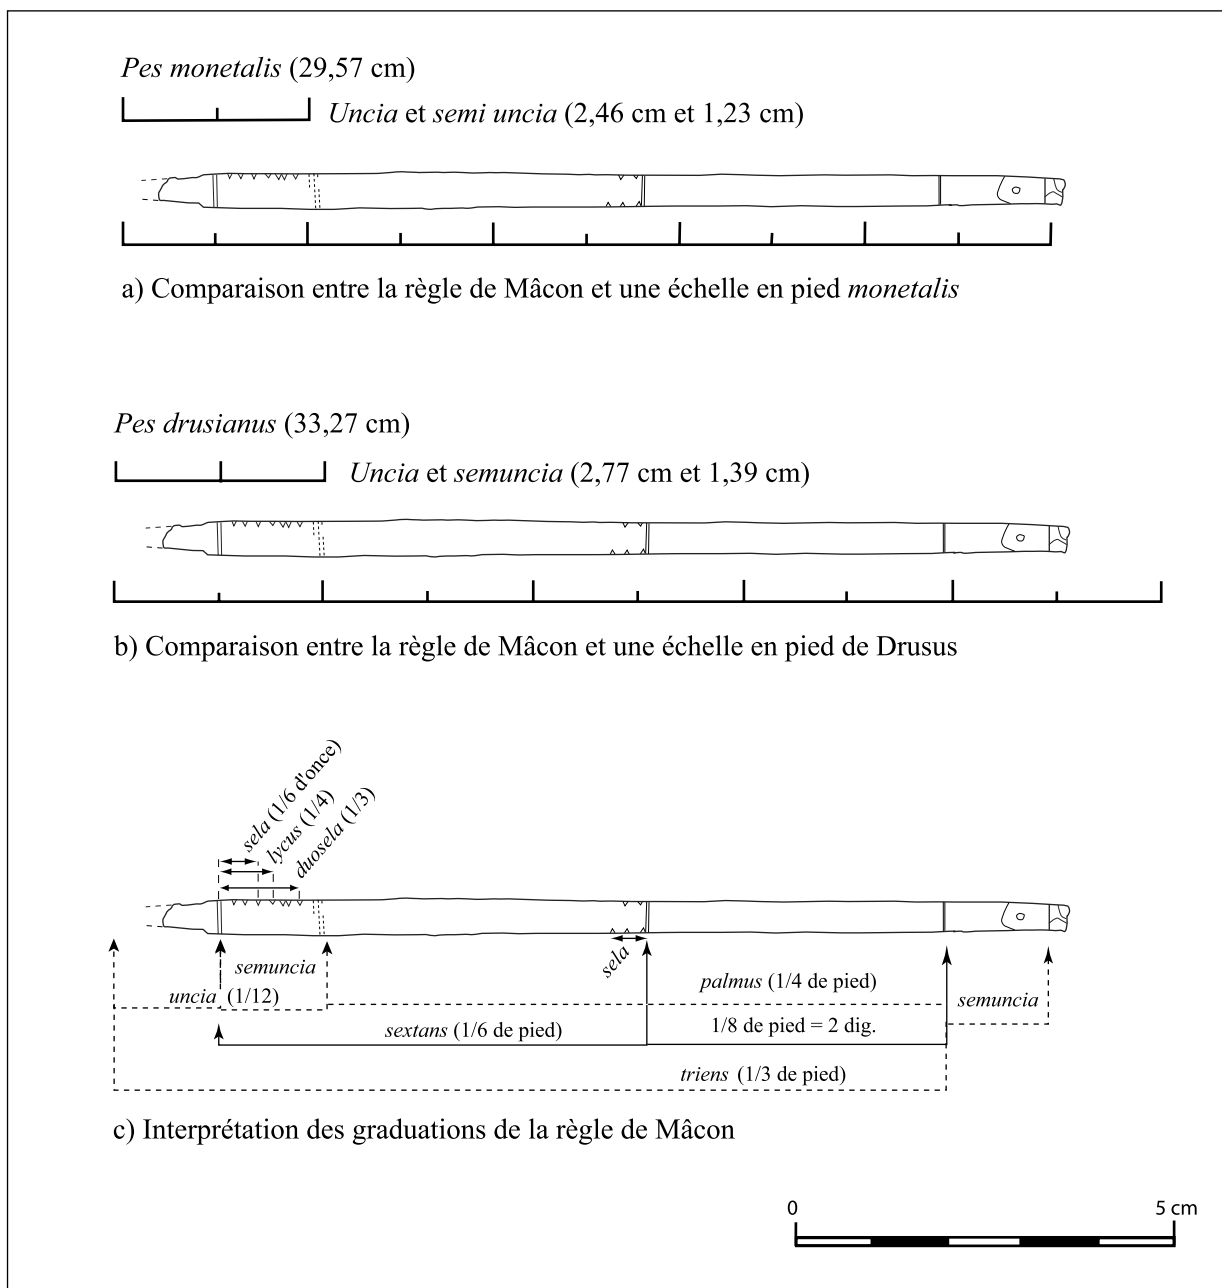 Pes monetalis (29,57 cm)
Uncia et semi uncia (2,46 cm et 1,23 cm)
a) Comparaison entre la règle de Mâcon et une échelle en pied monetalis
Pes drusianus (33,27 cm)
Uncia et semuncia (2,77 cm et 1,39 cm)
b) Comparaison entre la règle de Mâcon et une échelle en pied de Drusus
sela (1/6 d'once)
lycus (1/4)
duosela (1/3)
semuncia
sela
uncia (1/12)
palmus (1/4 de pied)
semuncia
sextans (1/6 de pied)
1/8 de pied = 2 dig.
triens (1/3 de pied)
c) Interprétation des graduations de la règle de Mâcon
0
5 cm